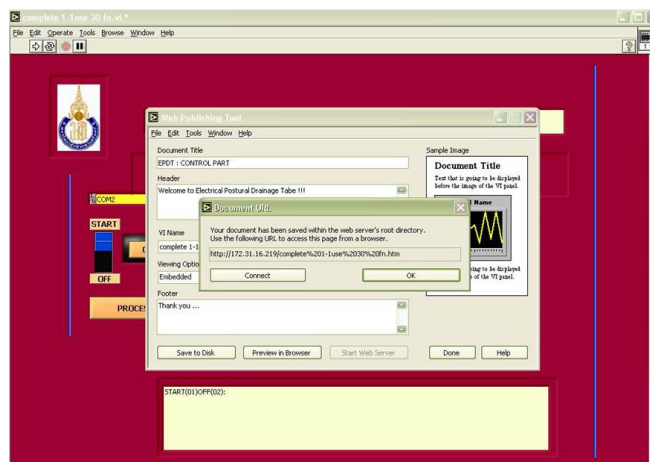 complete 1-1use 30 fn.vi *
File Edit Operate Tools Browse Window Help
COM2
START
OFF
PROCE
Web Publishing Tool
File Edit Tools Window Help
Document Title
EPDT : CONTROL PART
Header
Welcome to Electrical Postural Drainage Tabe !!!
VI Name
complete 1-1
Viewing Optio
Embedded
Footer
Thank you ...
Save to Disk Preview in Browser Start Web Server Done Help
Sample Image
Document Title
Text that is going to be displayed
before the image of the VI panel.
Name
ing to be displayed
of the VI panel.
Document URL
Your document has been saved within the web server's root directory.
Use the following URL to access this page from a browser.
http://172.31.16.219/complete%201-1use%2030%20fn.htm
Connect OK
START(01)OFF(02):